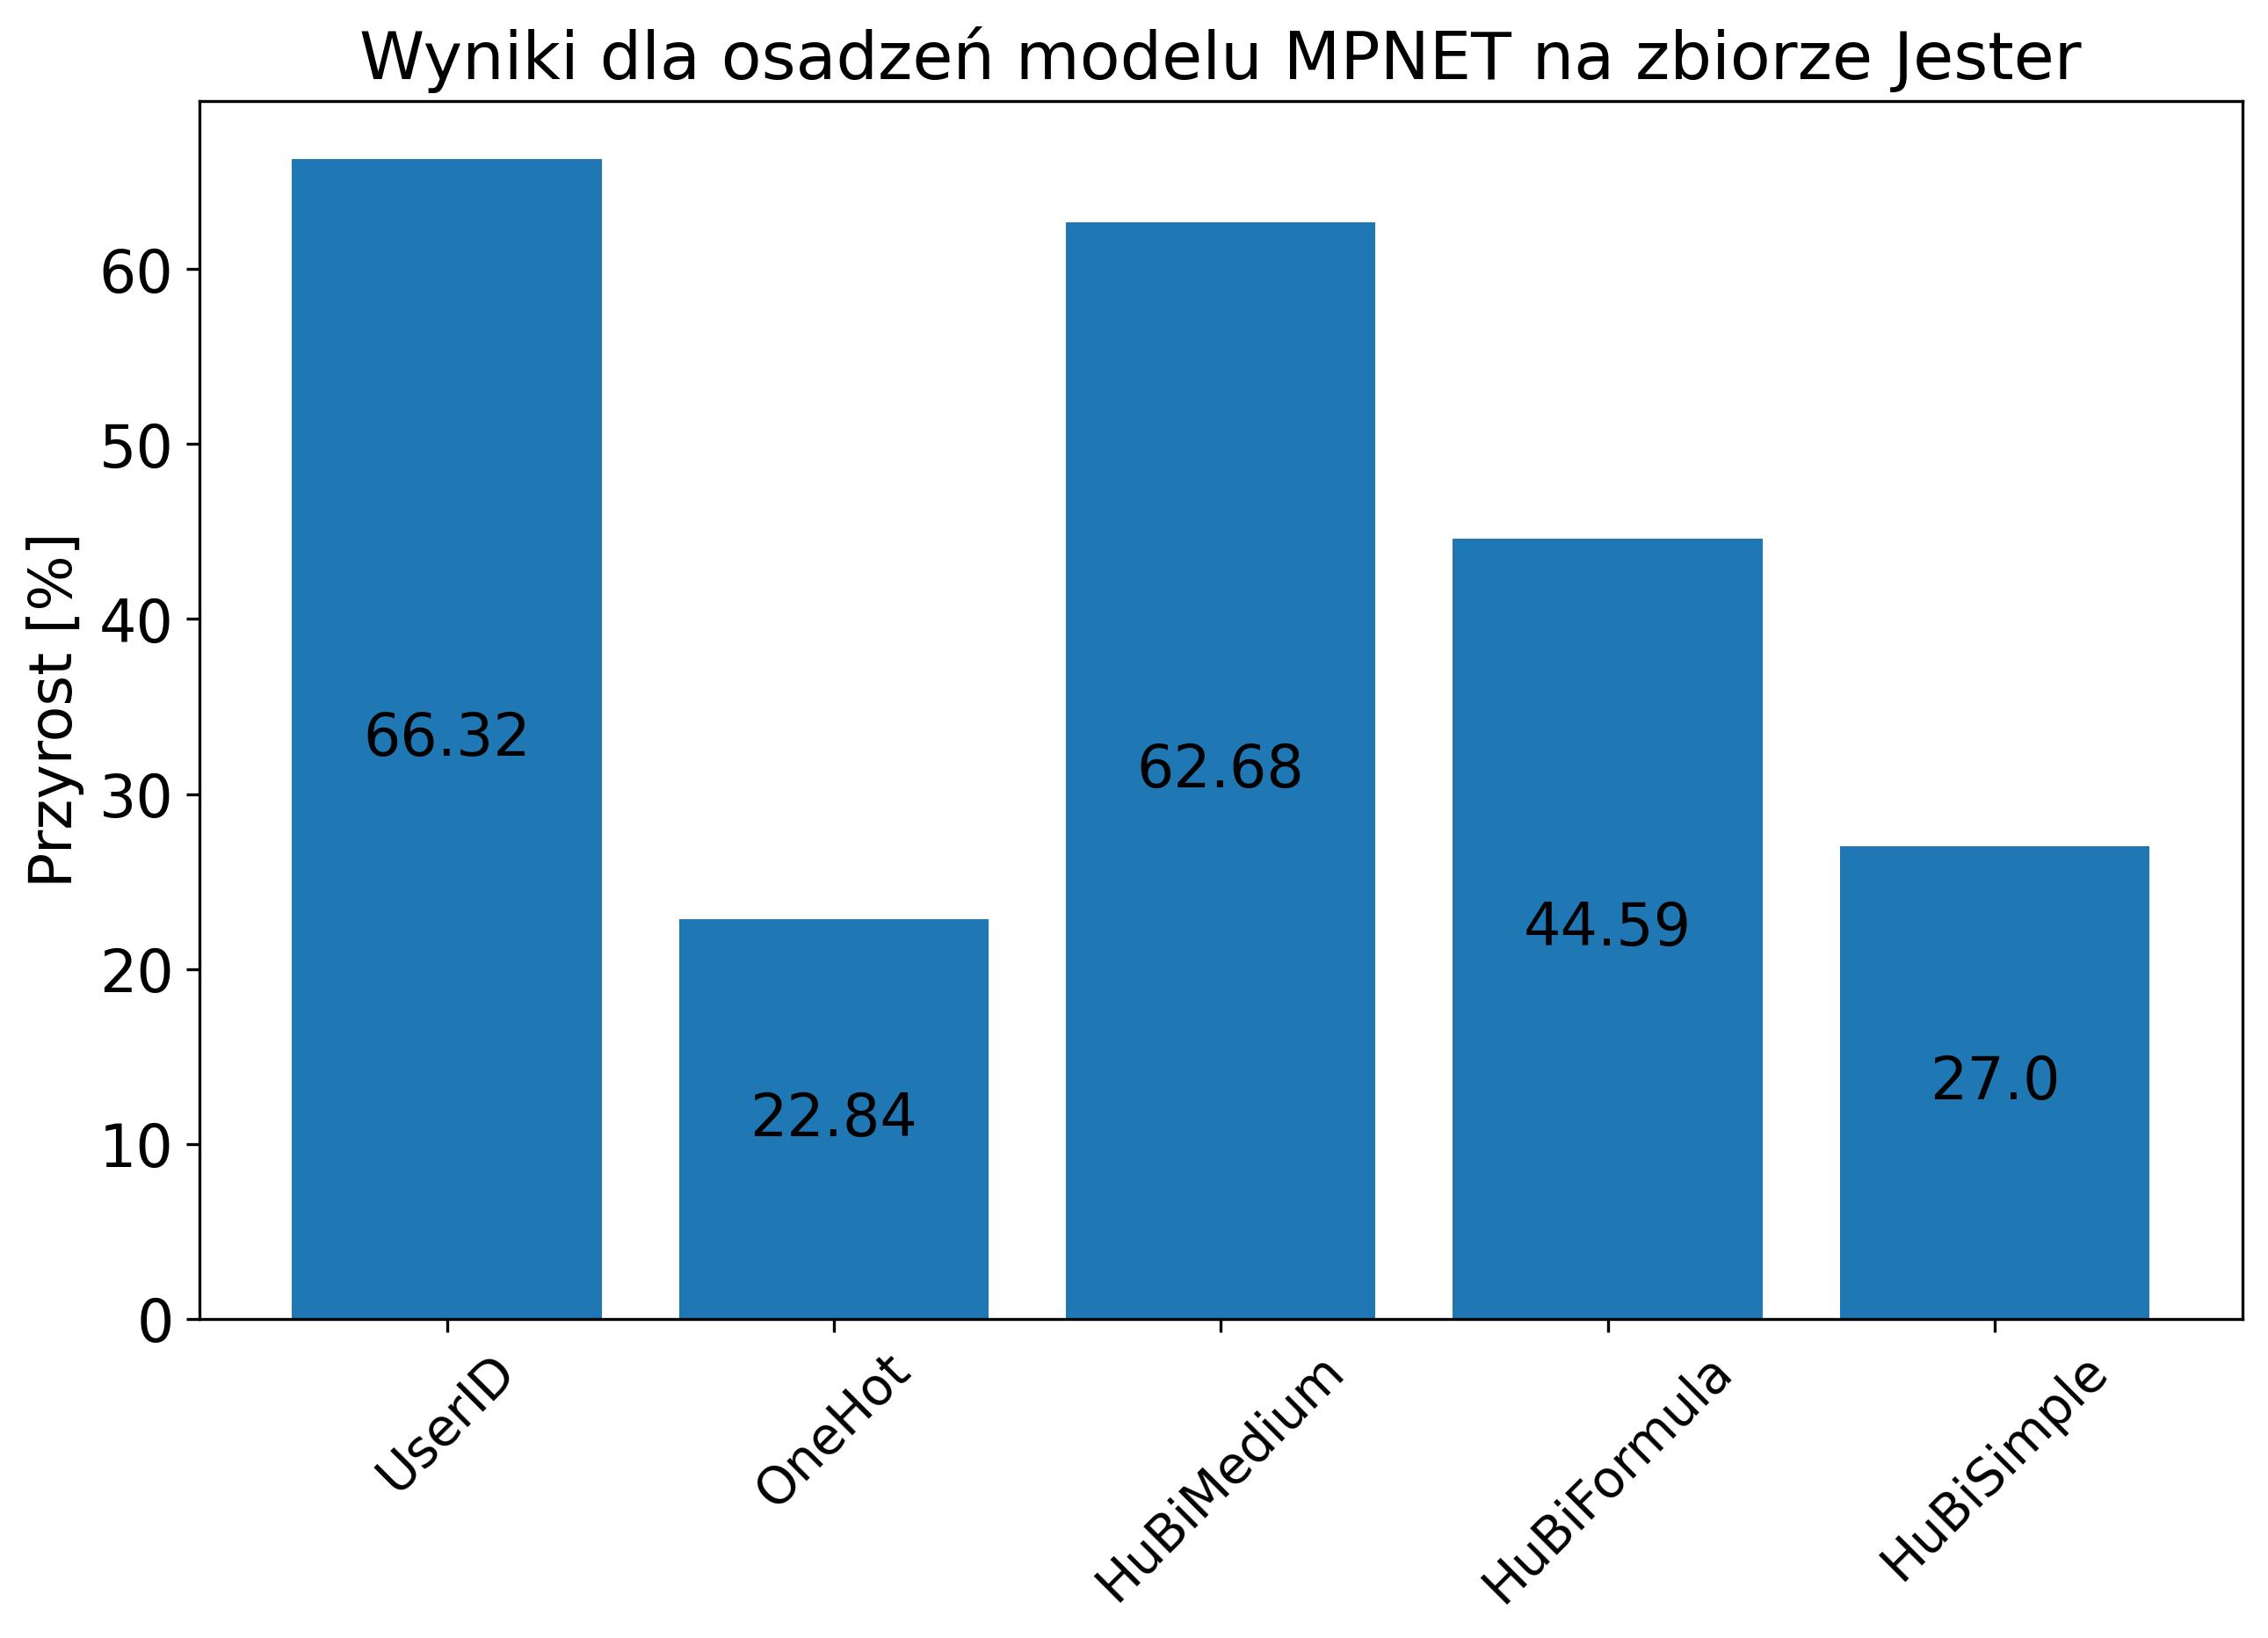 Wyniki dla osadzeń modelu MPNET na zbiorze Jester
Przyrost [%]
60
50
40
30
20
10
0
66.32
22.84
62.68
44.59
27.0
UserID
OneHot
HuBiMedium
HuBiFormula
HuBiSimple